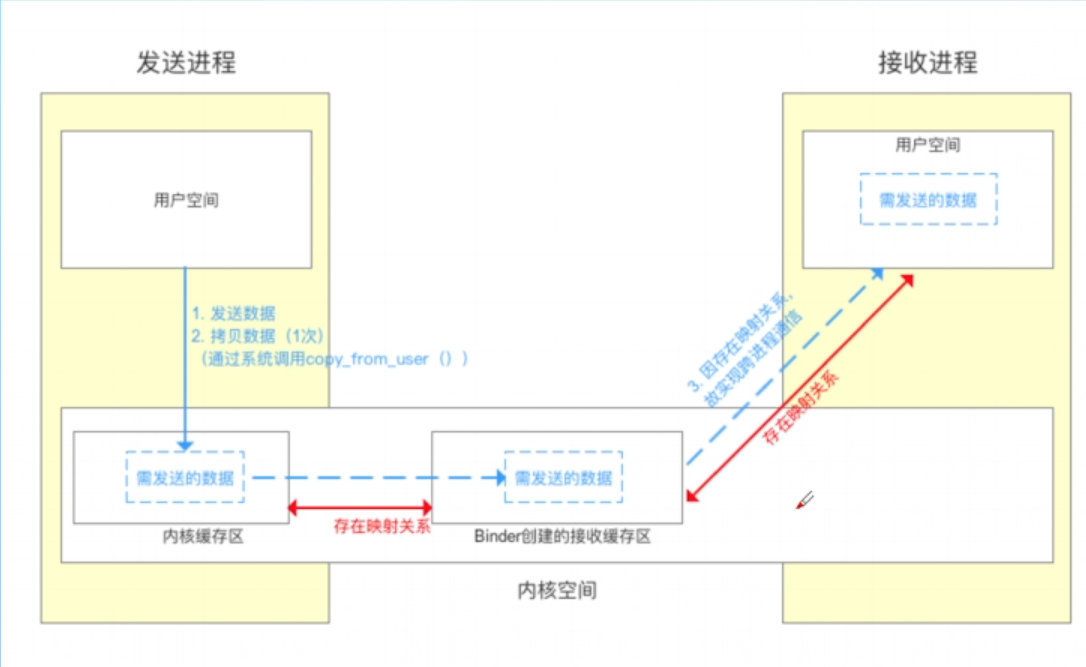 发送进程
接收进程
用户空间
用户空间
需发送的数据
1. 发送数据
2. 拷贝数据（1次）
（通过系统调用copy_from_user（））
3. 因存在映射关系,
故实现跨进程通信
存在映射关系
需发送的数据
需发送的数据
存在映射关系
内核缓存区
Binder创建的接收缓存区
内核空间